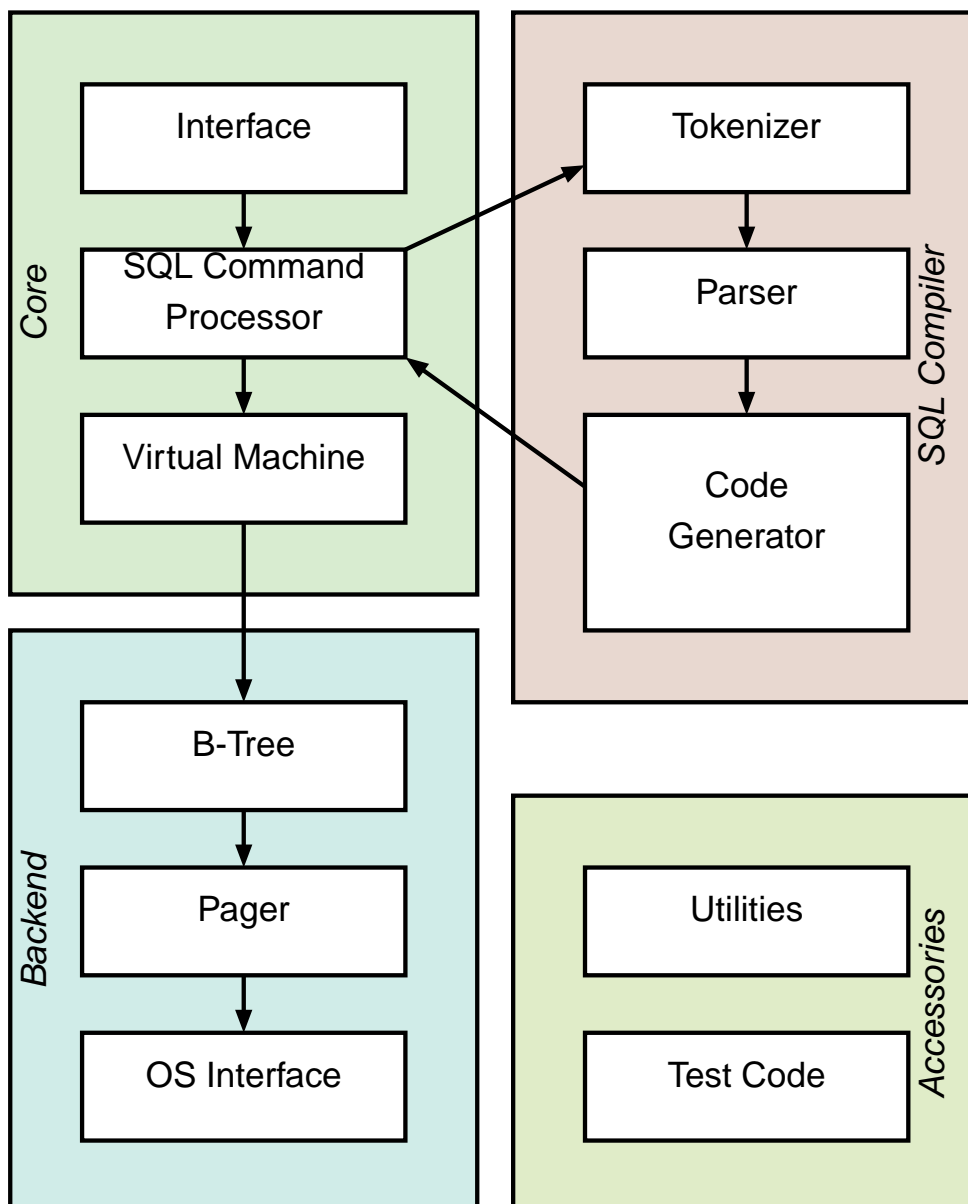 Core
Interface
SQL Command
Processor
Virtual Machine
SQL Compiler
Tokenizer
Parser
Code
Generator
Backend
B-Tree
Pager
OS Interface
Accessories
Utilities
Test Code